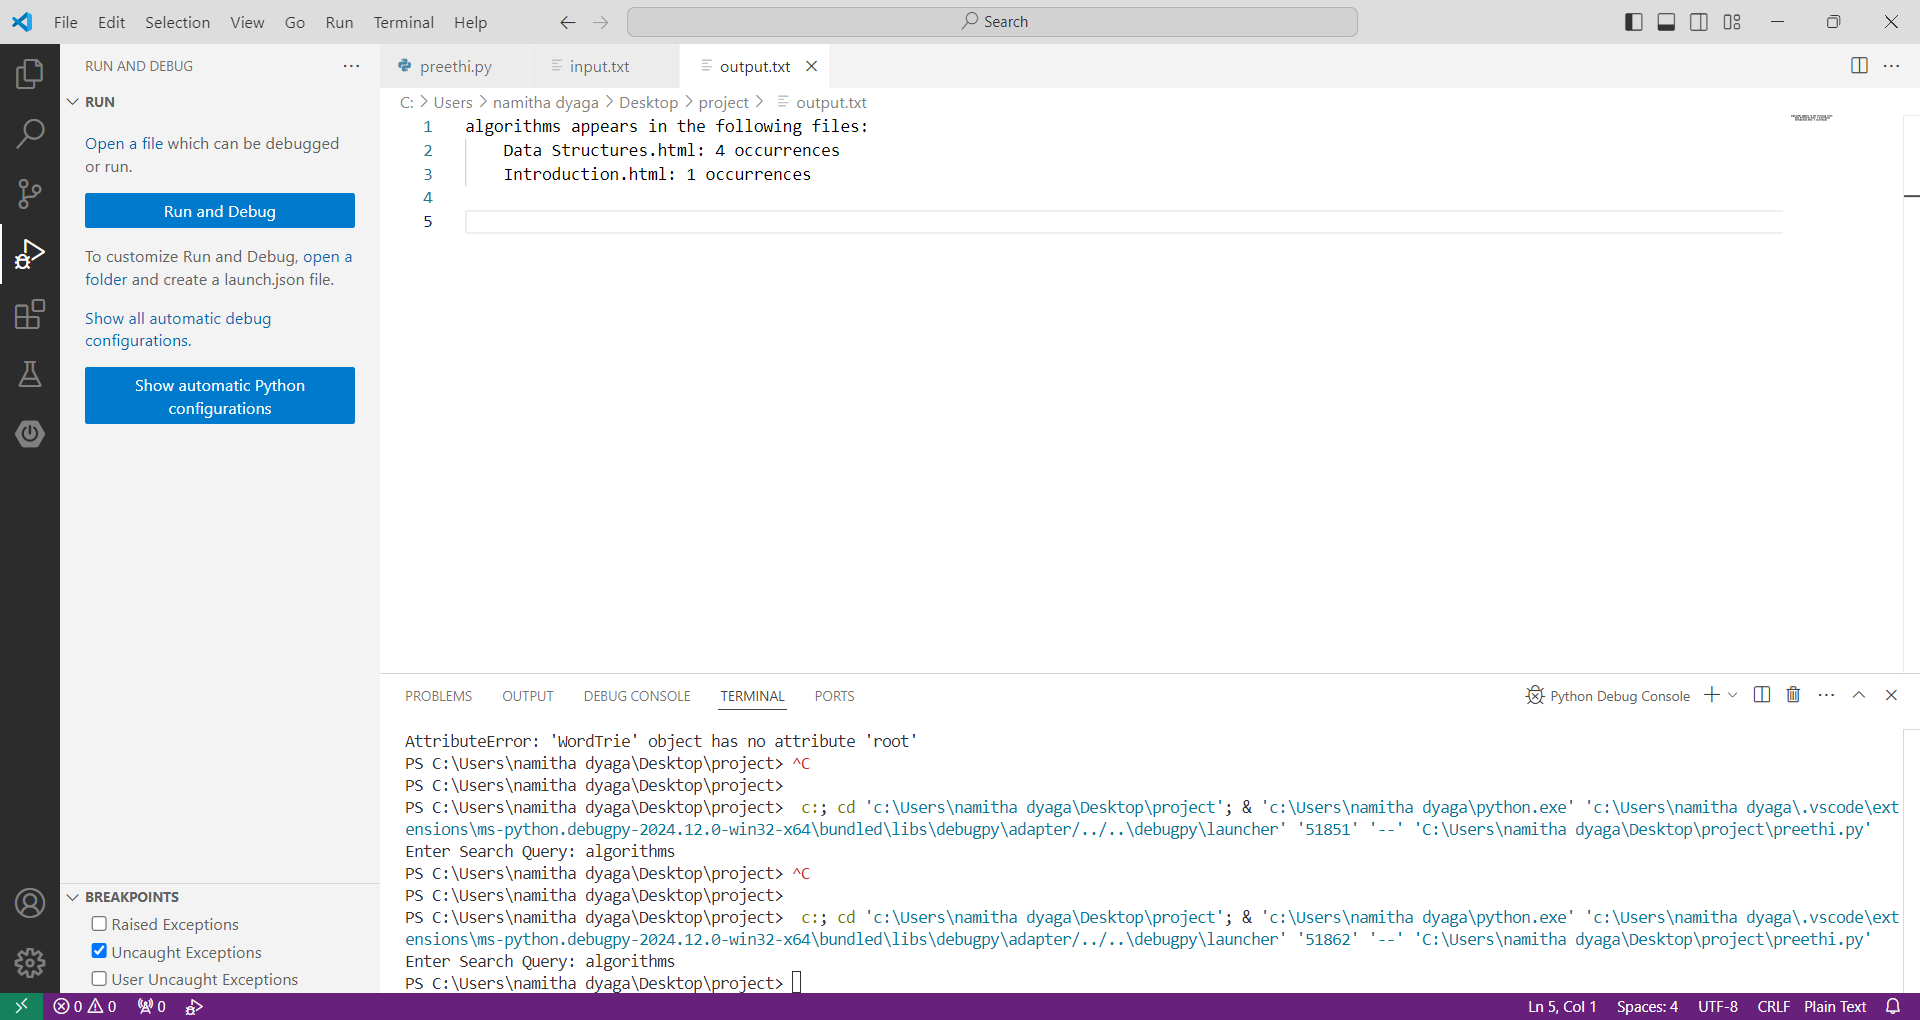 File Edit Selection View Go Run Terminal Help
Search
RUN AND DEBUG
RUN
Open a file which can be debugged
or run.
Run and Debug
To customize Run and Debug, open a
folder and create a launch.json file.
Show all automatic debug
configurations.
Show automatic Python
configurations
BREAKPOINTS
Raised Exceptions
Uncaught Exceptions
User Uncaught Exceptions
preethi.py input.txt output.txt
C: > Users > namitha dyaga > Desktop > project > output.txt
1 algorithms appears in the following files:
2 Data Structures.html: 4 occurrences
3 Introduction.html: 1 occurrences
4
5
PROBLEMS OUTPUT DEBUG CONSOLE TERMINAL PORTS
Python Debug Console
AttributeError: 'WordTrie' object has no attribute 'root'
PS C:\Users\namitha dyaga\Desktop\project> ^C
PS C:\Users\namitha dyaga\Desktop\project>
PS C:\Users\namitha dyaga\Desktop\project>  c:; cd 'c:\Users\namitha dyaga\Desktop\project'; & 'c:\Users\namitha dyaga\python.exe' 'c:\Users\namitha dyaga\.vscode\ext
ensions\ms-python.debugpy-2024.12.0-win32-x64\bundled\libs\debugpy\adapter/../..\debugpy\launcher' '51851' '--' 'C:\Users\namitha dyaga\Desktop\project\preethi.py'
Enter Search Query: algorithms
PS C:\Users\namitha dyaga\Desktop\project> ^C
PS C:\Users\namitha dyaga\Desktop\project>
PS C:\Users\namitha dyaga\Desktop\project>  c:; cd 'c:\Users\namitha dyaga\Desktop\project'; & 'c:\Users\namitha dyaga\python.exe' 'c:\Users\namitha dyaga\.vscode\ext
ensions\ms-python.debugpy-2024.12.0-win32-x64\bundled\libs\debugpy\adapter/../..\debugpy\launcher' '51862' '--' 'C:\Users\namitha dyaga\Desktop\project\preethi.py'
Enter Search Query: algorithms
PS C:\Users\namitha dyaga\Desktop\project>
0 0 0 Ln 5, Col 1 Spaces: 4 UTF-8 CRLF Plain Text